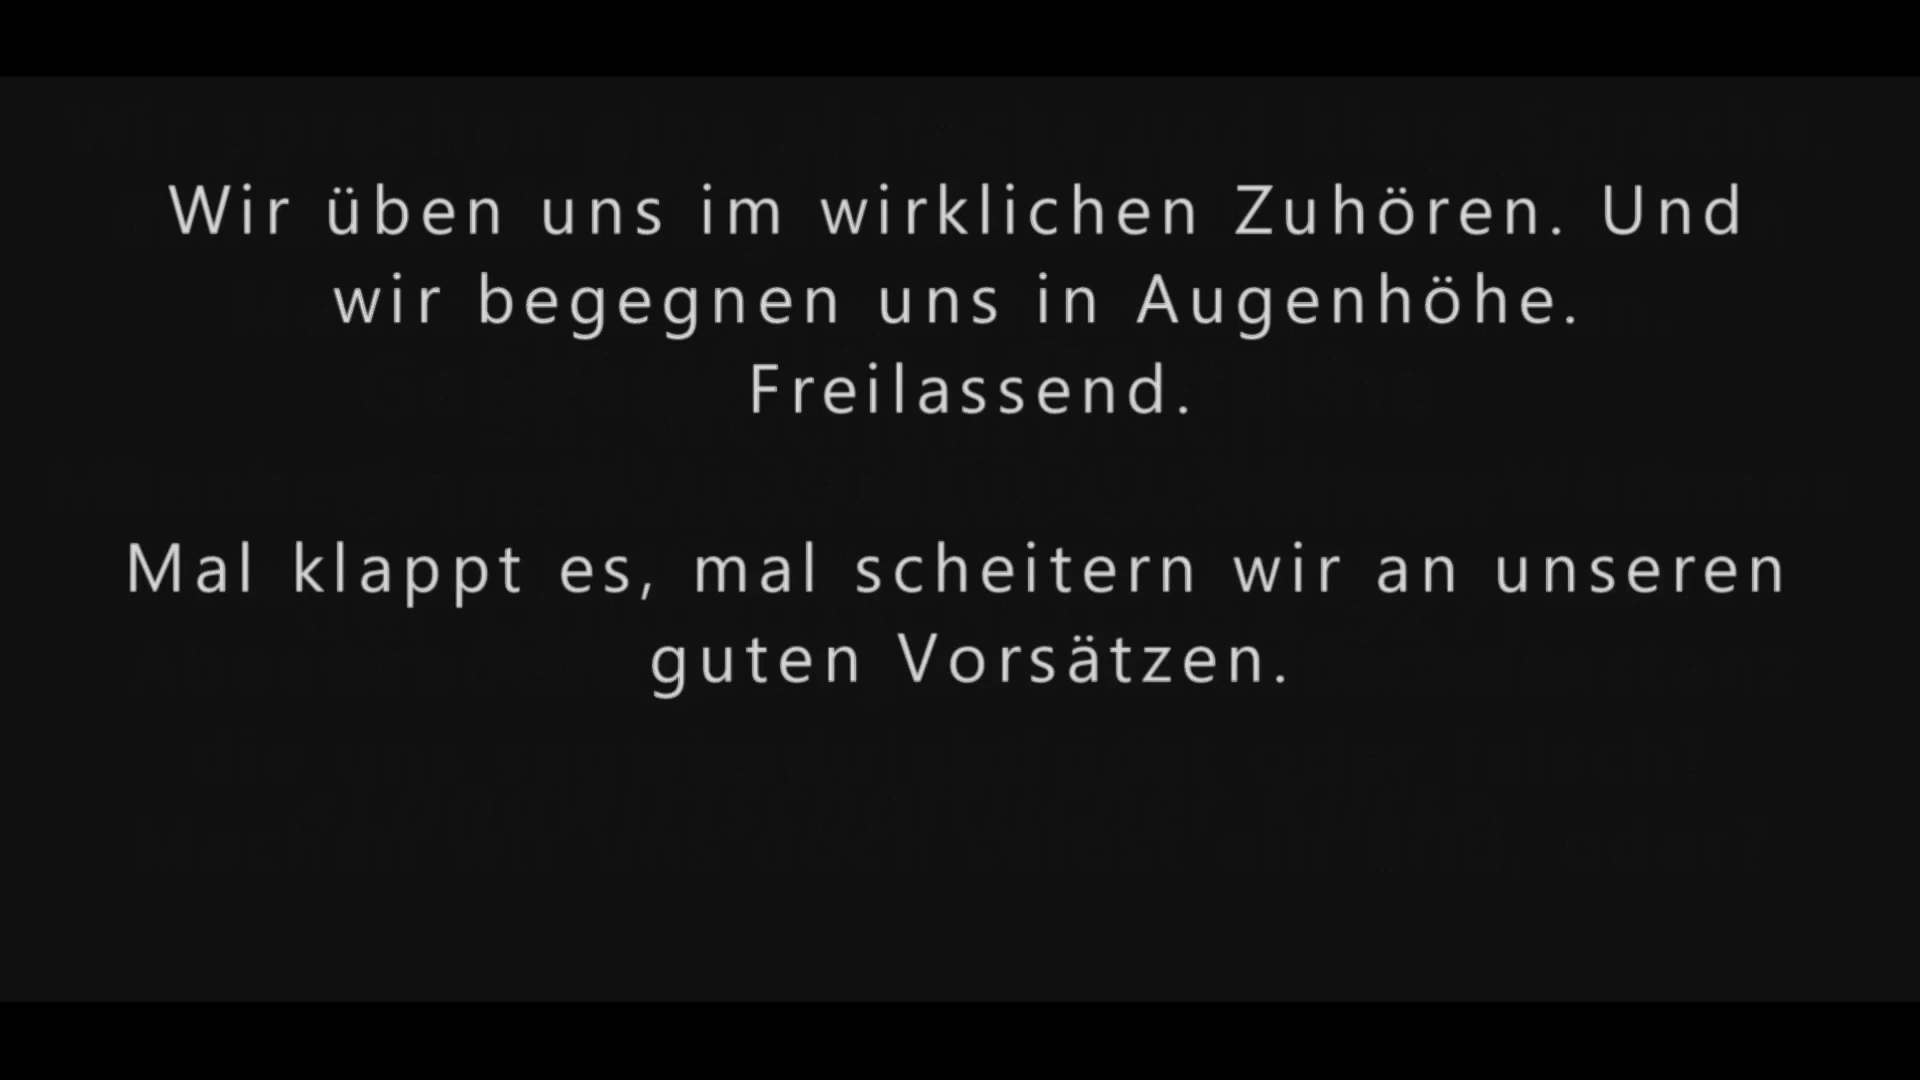 Wir üben uns im wirklichen Zuhören. Und
wir begegnen uns in Augenhöhe.
Freilassend.
Mal klappt es, mal scheitern wir an unseren
guten Vorsätzen.